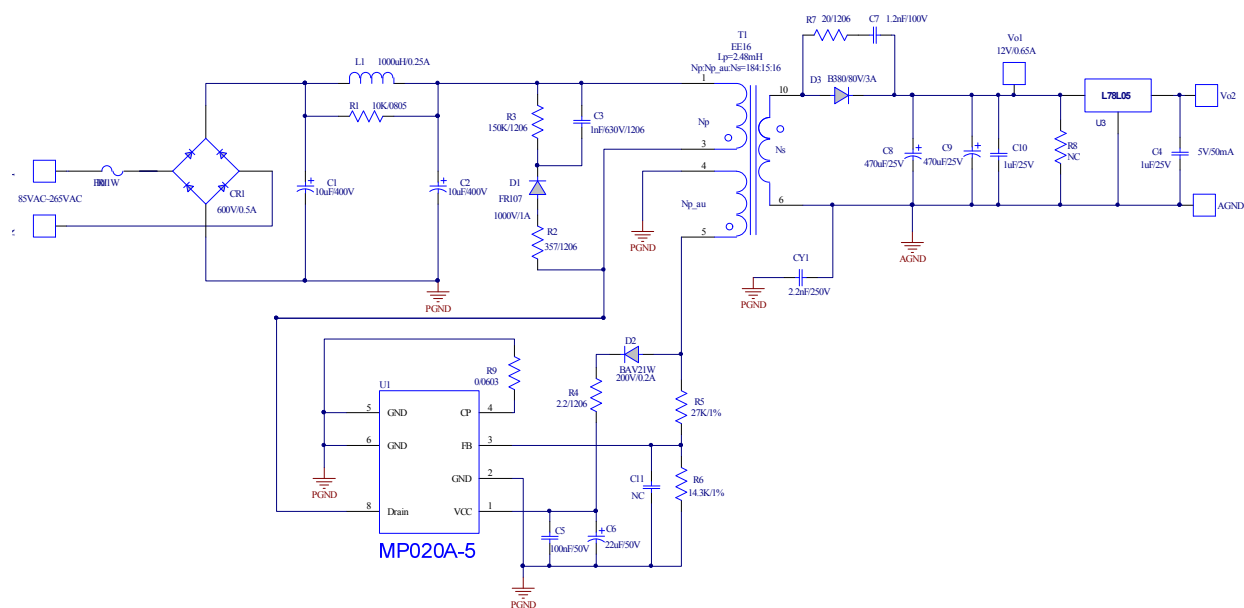 R7
20/1206
C7
1.2nF/100V
T1
EE16
Lp=2.48mH
Np:Np_au:Ns=184:15:16
Vo1
12V/0.65A
L1
1000uH/0.25A
1
10
D3
B380/80V/3A
L78L05
Vo2
R1
10K/0805
R3
150K/1206
C3
1nF/630V/1206
Np
Ns
U3
C8
470uF/25V
C9
470uF/25V
C10
1uF/25V
R8
NC
C4
1uF/25V
5V/50mA
3
4
85VAC~265VAC
CR1
600V/0.5A
C1
10uF/400V
C2
10uF/400V
D1
FR107
1000V/1A
R2
357/1206
Np_au
6
5
AGND
PGND
AGND
CY1
2.2nF/250V
PGND
PGND
D2
BAV21W
200V/0.2A
R9
0/0603
R4
2.2/1206
R5
27K/1%
U1
5
GND
CP
4
6
GND
FB
3
GND
2
8
Drain
VCC
1
PGND
C11
NC
R6
14.3K/1%
C5
100nF/50V
C6
22uF/50V
MP020A-5
PGND